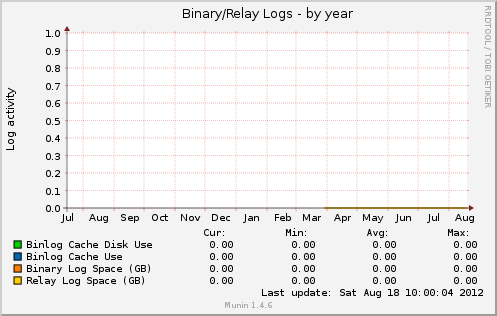 Binary/Relay Logs - by year
RRDTOOL / TOBI OETIKER
Log activity
1.0
0.9
0.8
0.7
0.6
0.5
0.4
0.3
0.2
0.1
0.0
Jul Aug Sep Oct Nov Dec Jan Feb Mar Apr May Jun Jul Aug
Cur: Min: Avg: Max:
Binlog Cache Disk Use 0.00 0.00 0.00 0.00
Binlog Cache Use 0.00 0.00 0.00 0.00
Binary Log Space (GB) 0.00 0.00 0.00 0.00
Relay Log Space (GB) 0.00 0.00 0.00 0.00
Last update: Sat Aug 18 10:00:04 2012
Munin 1.4.6